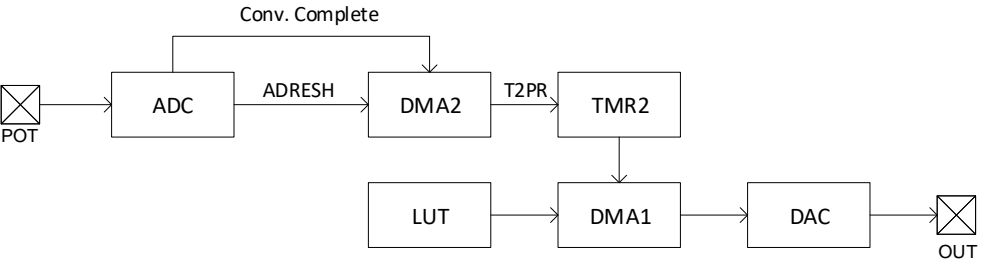 Conv. Complete
POT
ADC
ADRESH
DMA2
T2PR
TMR2
LUT
DMA1
DAC
OUT